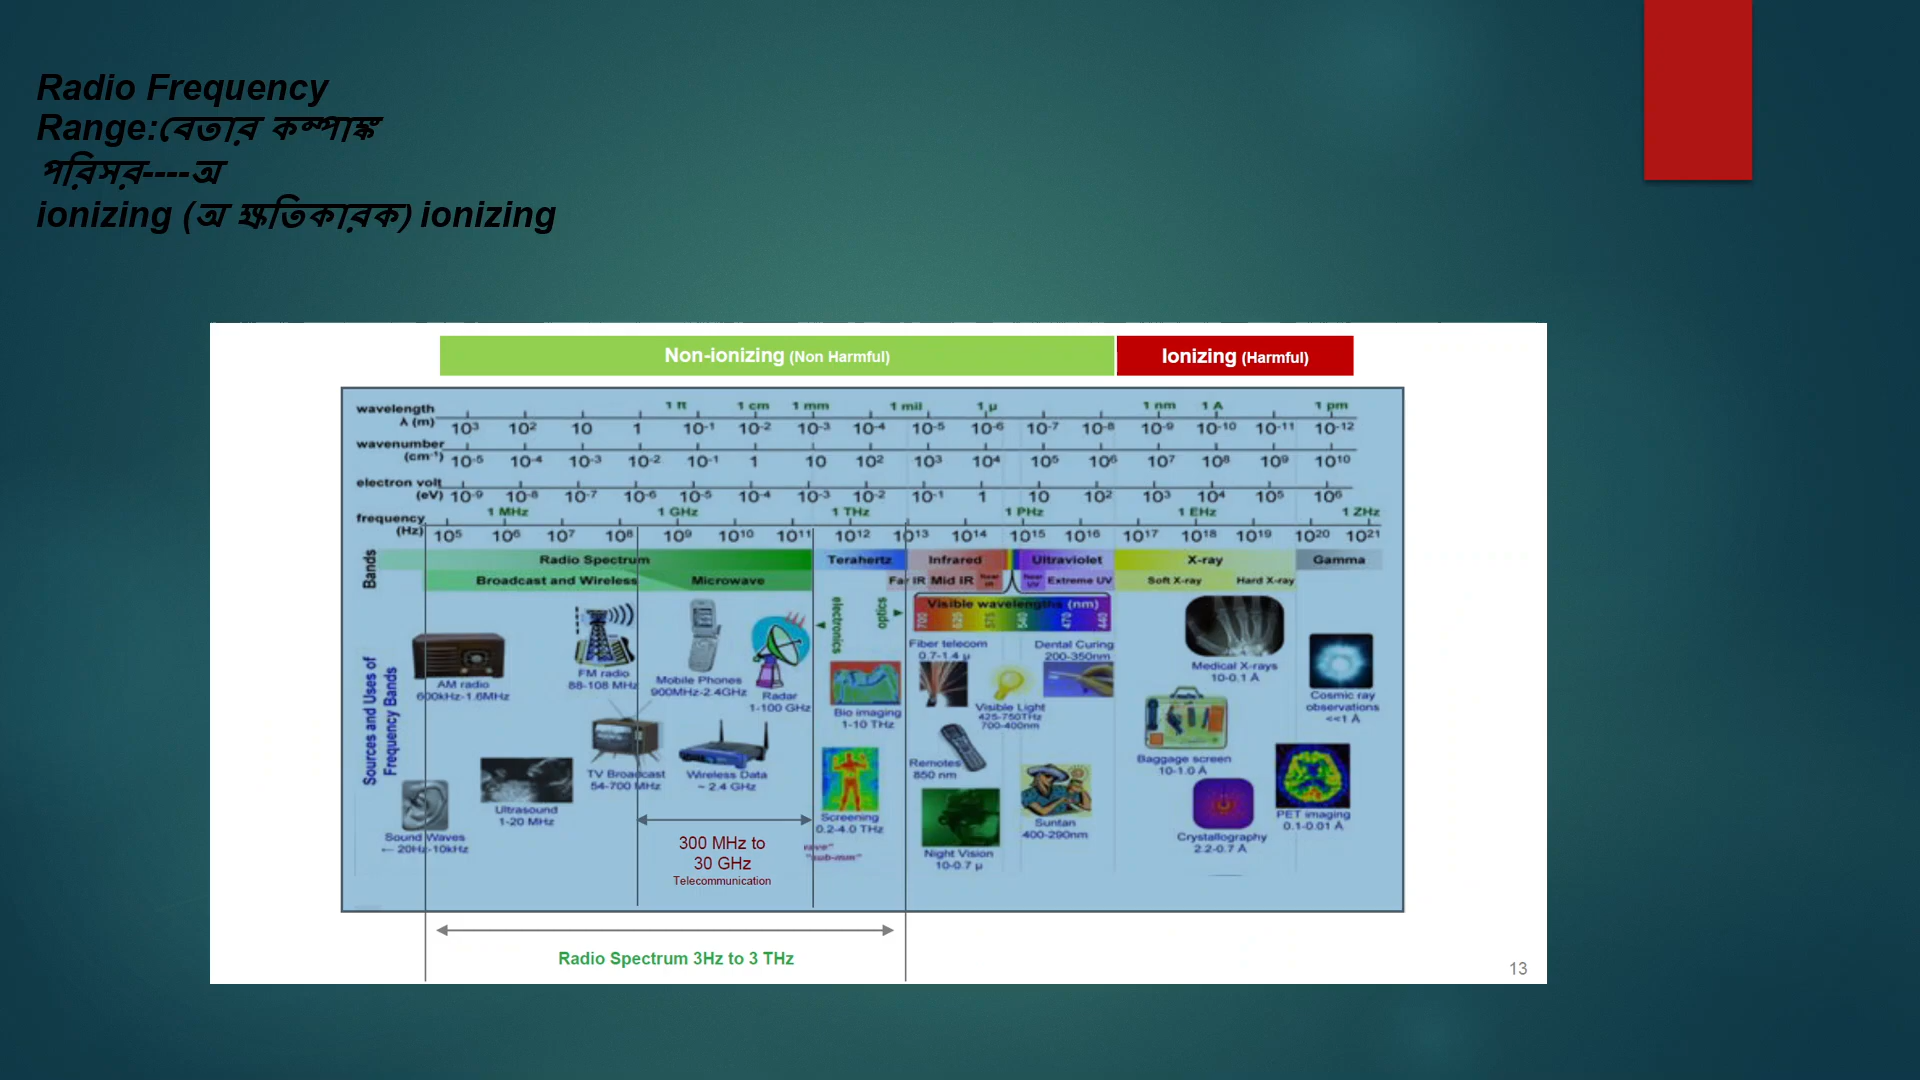 Radio Frequency
Range:বেতার কম্পাঙ্ক
পরিসর----অ
ionizing (অ ক্ষতিকারক) ionizing
Non-ionizing (Non Harmful)
Ionizing (Harmful)
1 ft 1 cm 1 mm 1 mil 1 µ 1 nm 1 A 1 pm
wavelength
λ (m) 10³ 10² 10 1 10⁻¹ 10⁻² 10⁻³ 10⁻⁴ 10⁻⁵ 10⁻⁶ 10⁻⁷ 10⁻⁸ 10⁻⁹ 10⁻¹⁰ 10⁻¹¹ 10⁻¹²
wavenumber
(cm⁻¹) 10⁻⁵ 10⁻⁴ 10⁻³ 10⁻² 10⁻¹ 1 10 10² 10³ 10⁴ 10⁵ 10⁶ 10⁷ 10⁸ 10⁹ 10¹⁰
electron volt
(eV) 10⁻⁹ 10⁻⁸ 10⁻⁷ 10⁻⁶ 10⁻⁵ 10⁻⁴ 10⁻³ 10⁻² 10⁻¹ 1 10 10² 10³ 10⁴ 10⁵ 10⁶
1 MHz 1 GHz 1 THz 1 PHz 1 EHz 1 ZHz
frequency
(Hz) 10⁵ 10⁶ 10⁷ 10⁸ 10⁹ 10¹⁰ 10¹¹ 10¹² 10¹³ 10¹⁴ 10¹⁵ 10¹⁶ 10¹⁷ 10¹⁸ 10¹⁹ 10²⁰ 10²¹
Bands
Radio Spectrum Terahertz Infrared Ultraviolet X-ray Gamma
Broadcast and Wireless Microwave Far IR Mid IR near IR near UV Extreme UV Soft X-ray Hard X-ray
electronics
optics
Visible wavelengths (nm)
700 625 575 540 470 440
Sources and Uses of
Frequency Bands
AM radio
600kHz-1.6MHz
FM radio
88-108 MHz
Mobile Phones
900MHz-2.4GHz
Radar
1-100 GHz
Bio imaging
1-10 THz
Fiber telecom
0.7-1.4 µ
Dental Curing
200-350nm
Visible Light
425-750THz
700-400nm
Medical X-rays
10-0.1 Å
Cosmic ray
observations
<<1 Å
Sound Waves
← 20Hz-10kHz
Ultrasound
1-20 MHz
TV Broadcast
54-700 MHz
Wireless Data
~ 2.4 GHz
Screening
0.2-4.0 THz
Remotes
850 nm
Night Vision
10-0.7 µ
Suntan
400-290nm
Baggage screen
10-1.0 Å
Crystallography
2.2-0.7 Å
PET imaging
0.1-0.01 Å
"sub-mm"
300 MHz to
30 GHz
Telecommunication
Radio Spectrum 3Hz to 3 THz
13